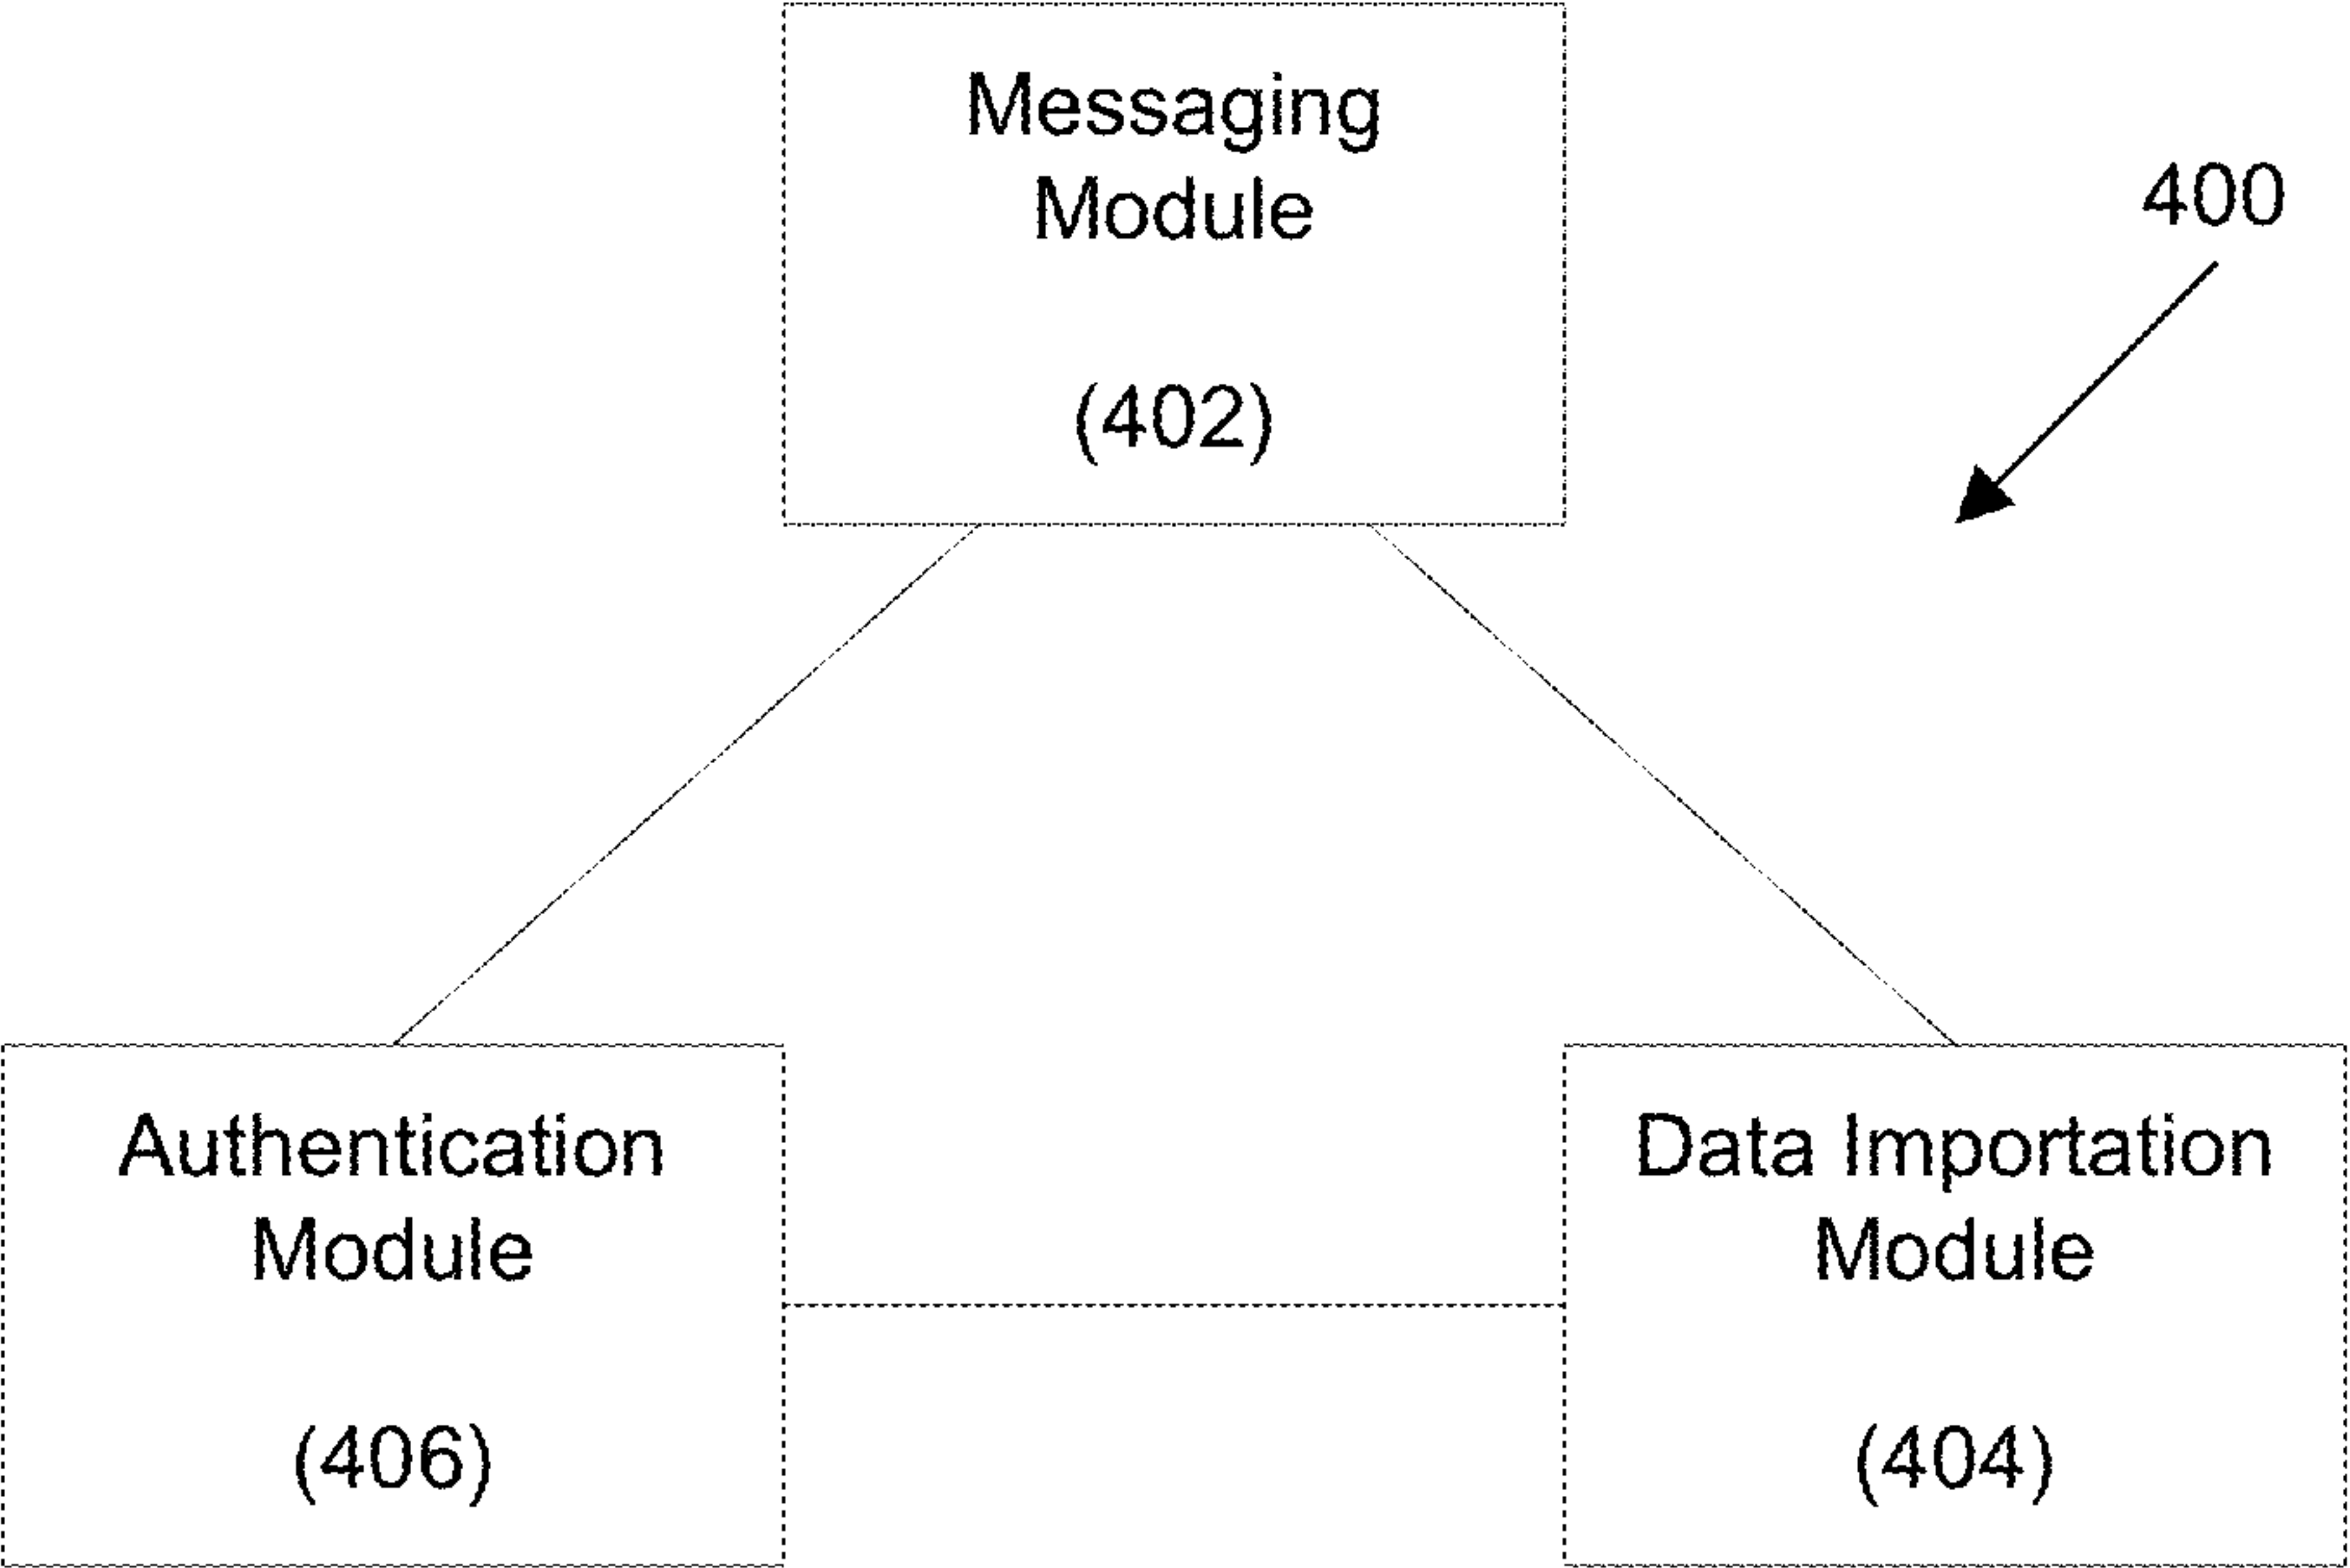 Messaging
Module
(402)
400
Authentication
Module
(406)
Data Importation
Module
(404)